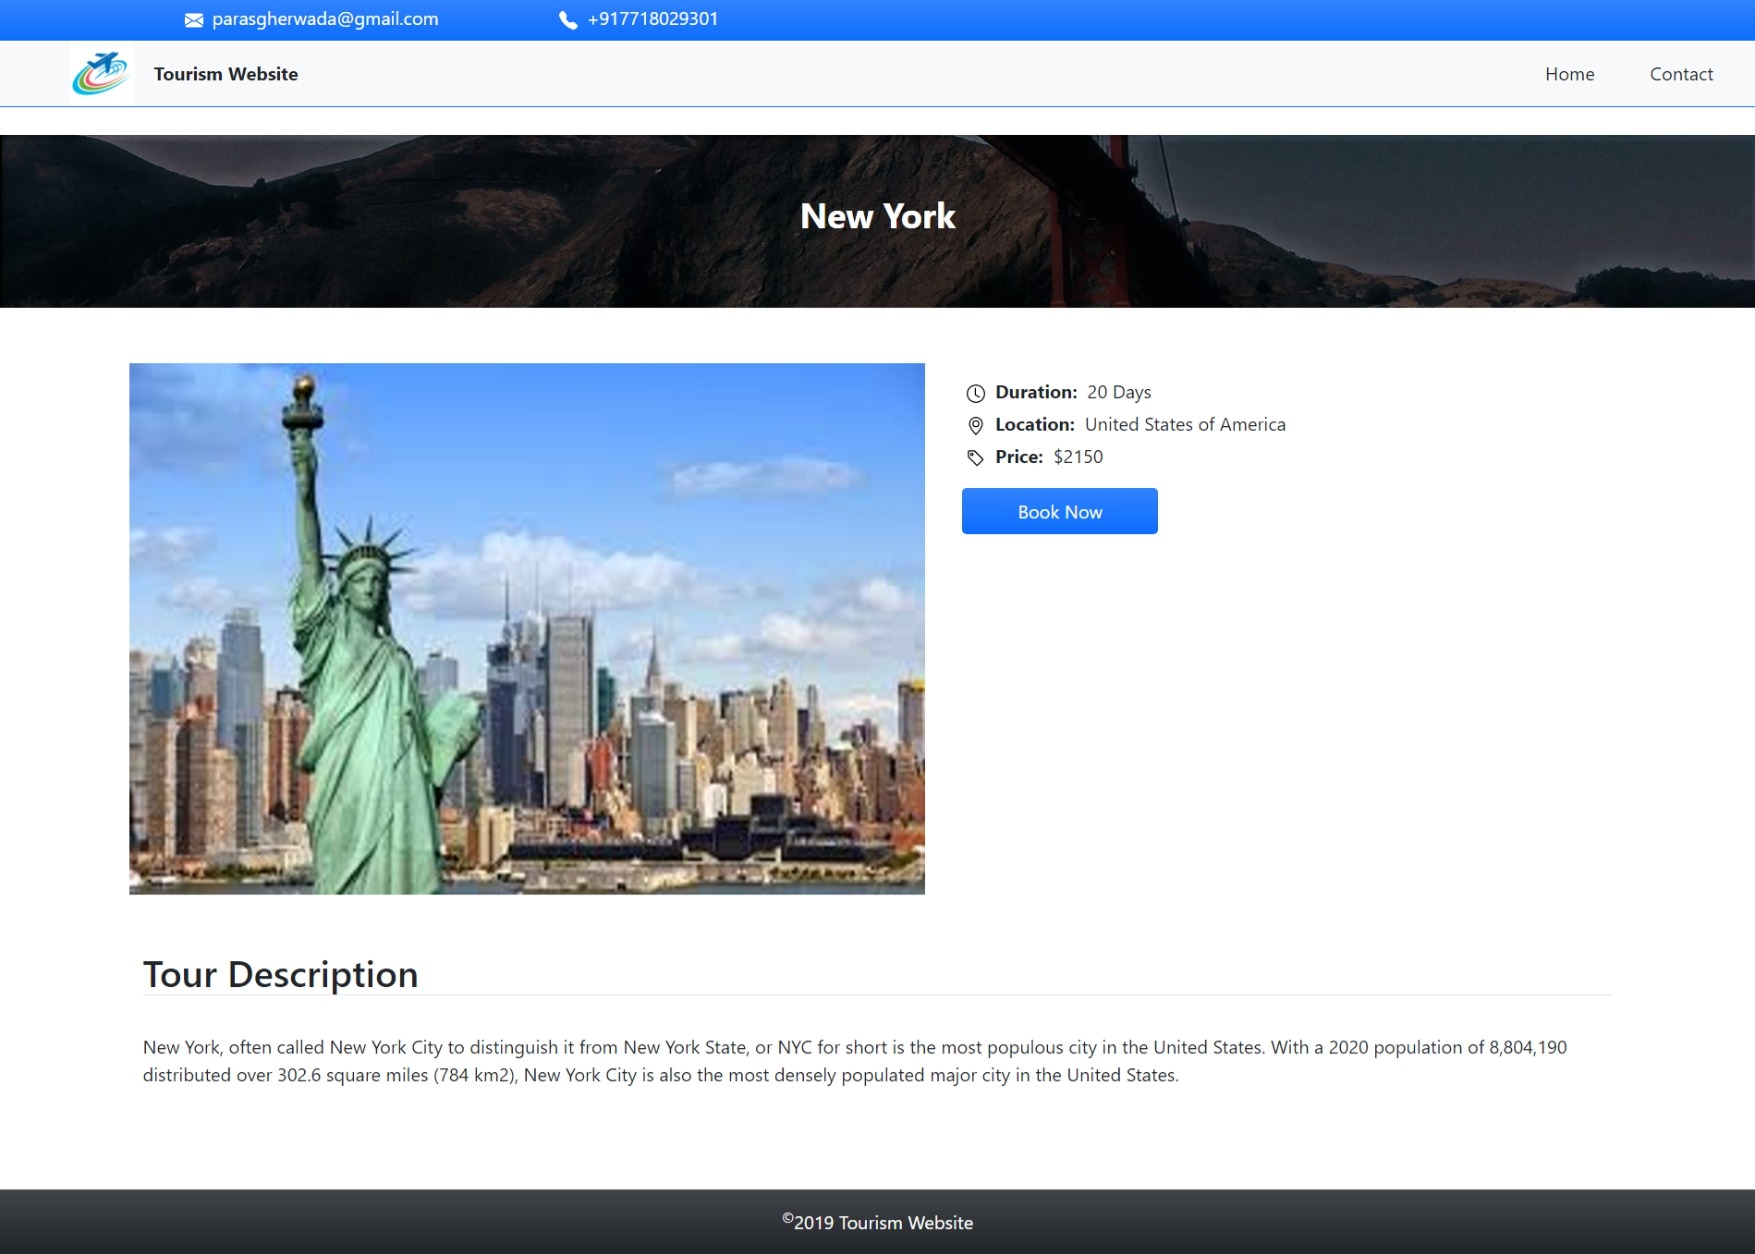 parasgherwada@gmail.com +917718029301
Tourism Website Home Contact
New York
Duration: 20 Days
Location: United States of America
Price: $2150
Book Now
Tour Description
New York, often called New York City to distinguish it from New York State, or NYC for short is the most populous city in the United States. With a 2020 population of 8,804,190
distributed over 302.6 square miles (784 km2), New York City is also the most densely populated major city in the United States.
©2019 Tourism Website